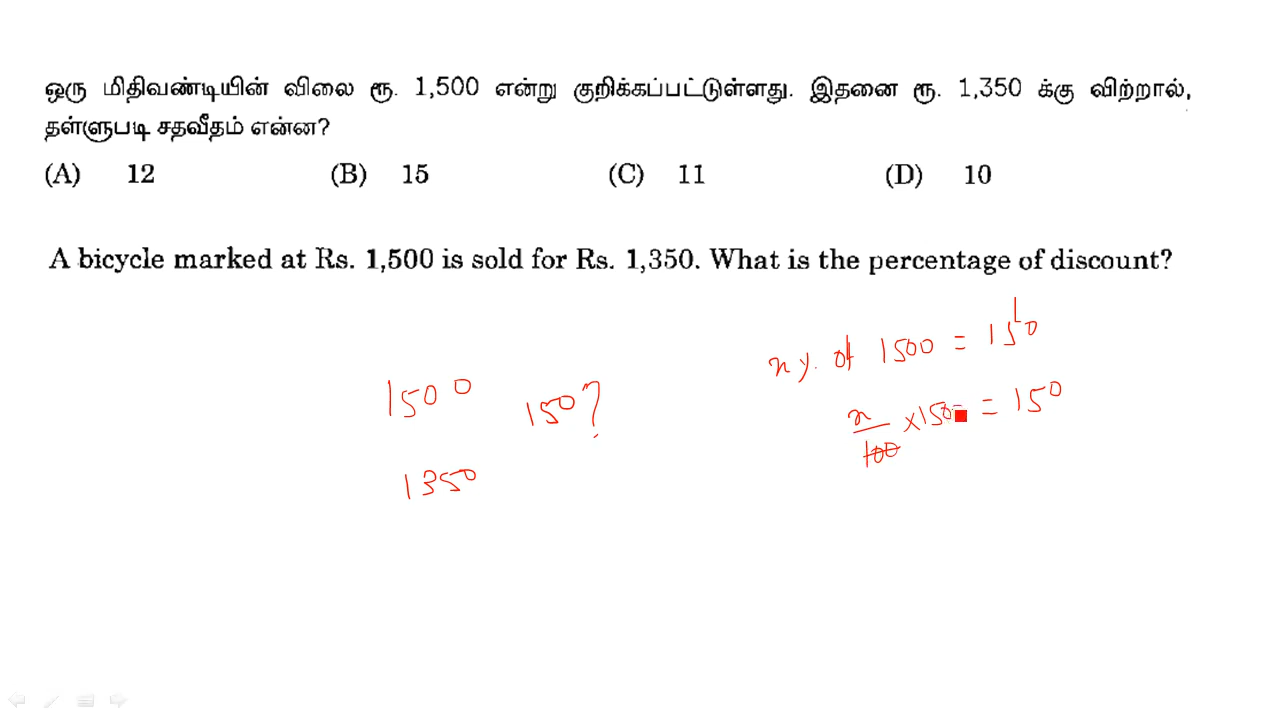 ஒரு மிதிவண்டியின் விலை ரூ. 1,500 என்று குறிக்கப்பட்டுள்ளது. இதனை ரூ. 1,350 க்கு விற்றால்,
தள்ளுபடி சதவீதம் என்ன?
(A) 12 (B) 15 (C) 11 (D) 10
A bicycle marked at Rs. 1,500 is sold for Rs. 1,350. What is the percentage of discount?
x %. of 1500 = 150
1500 150?
x/100 × 150 = 150
1350